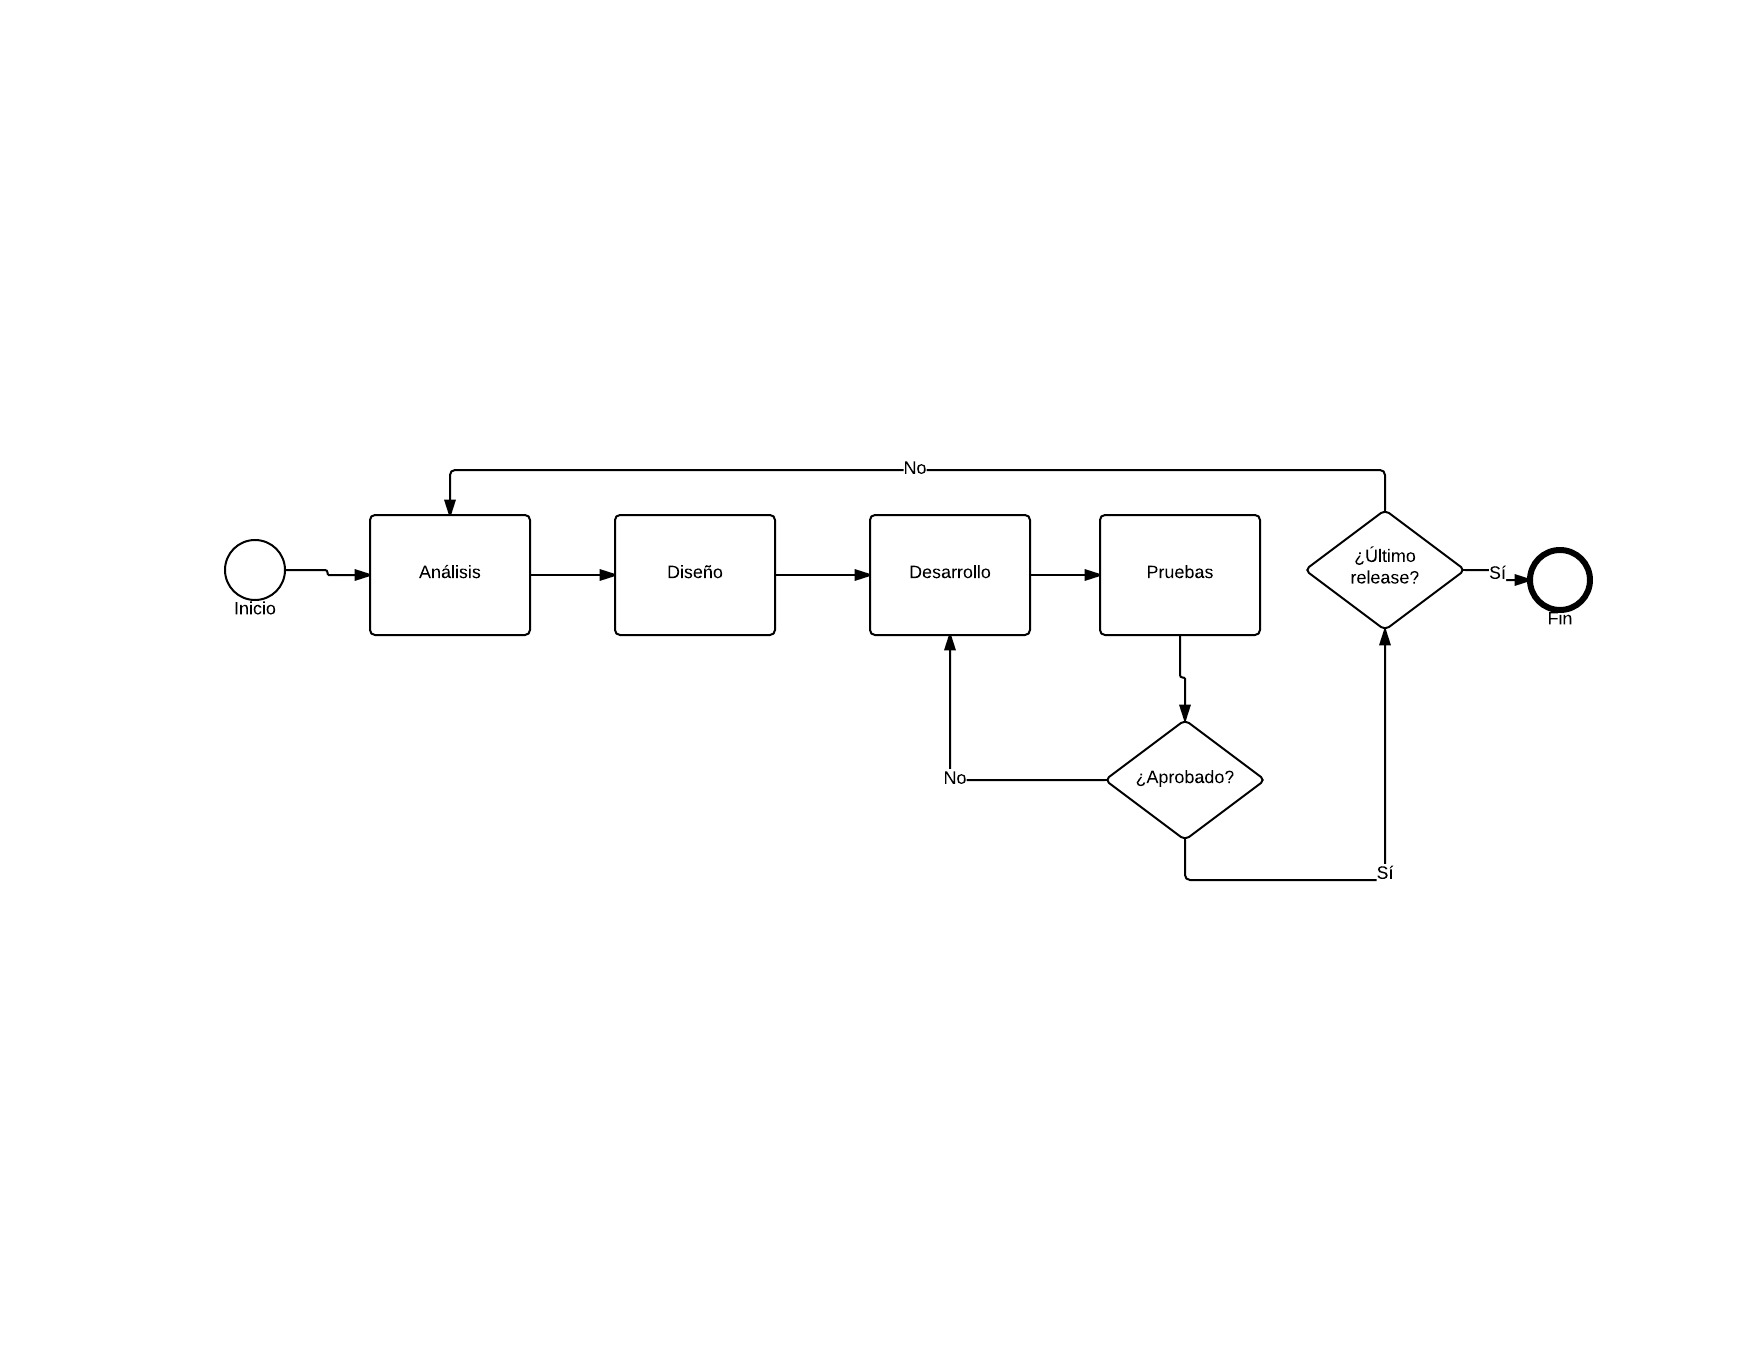 No
Análisis
Diseño
Desarrollo
Pruebas
¿Último
release?
Sí
Inicio
Fin
No
¿Aprobado?
Sí